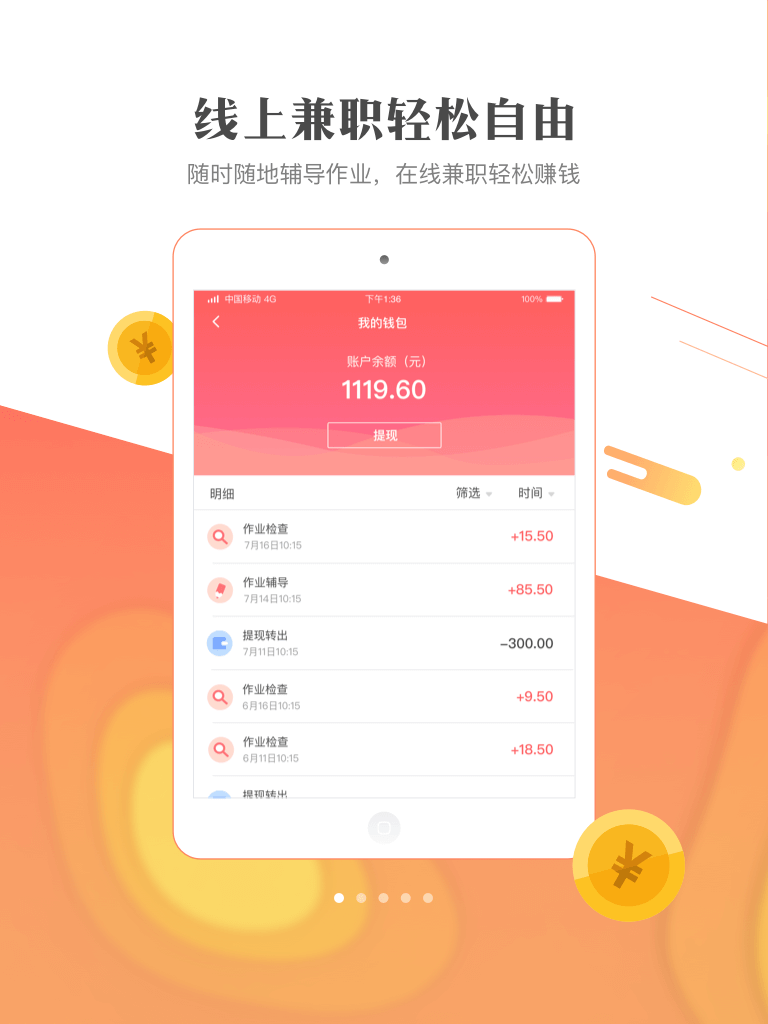 线上兼职轻松自由
随时随地辅导作业，在线兼职轻松赚钱
中国移动 4G 下午1:36 100%
我的钱包
账户余额（元）
1119.60
提现
明细 筛选 时间
作业检查
7月16日10:15 +15.50
作业辅导
7月14日10:15 +85.50
提现转出
7月11日10:15 -300.00
作业检查
6月16日10:15 +9.50
作业检查
6月11日10:15 +18.50
提现转出
¥
¥